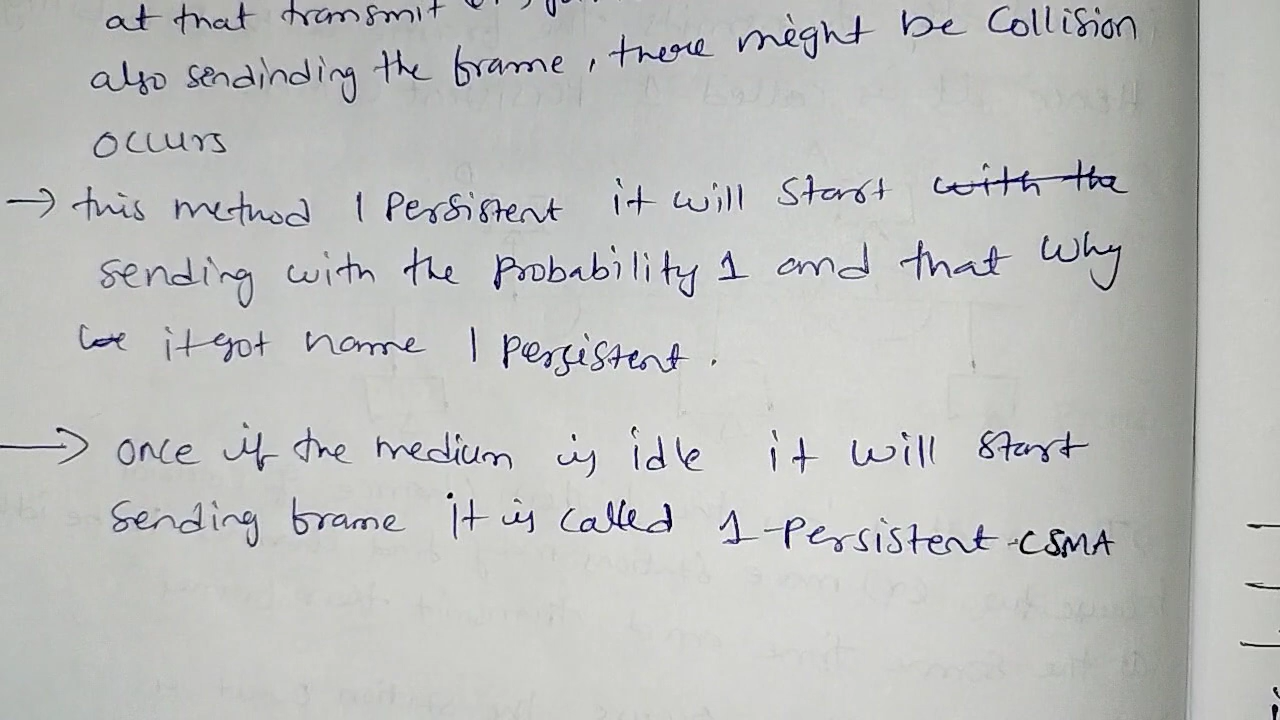 at that transmit
also sendinding the frame, there might be Collision
occurs
→ this method 1 Persistent it will Start with the
sending with the Probability 1 and that why
it got name 1 Persistent.
→ once if the medium is idle it will start
Sending frame it is called 1-Persistent-CSMA